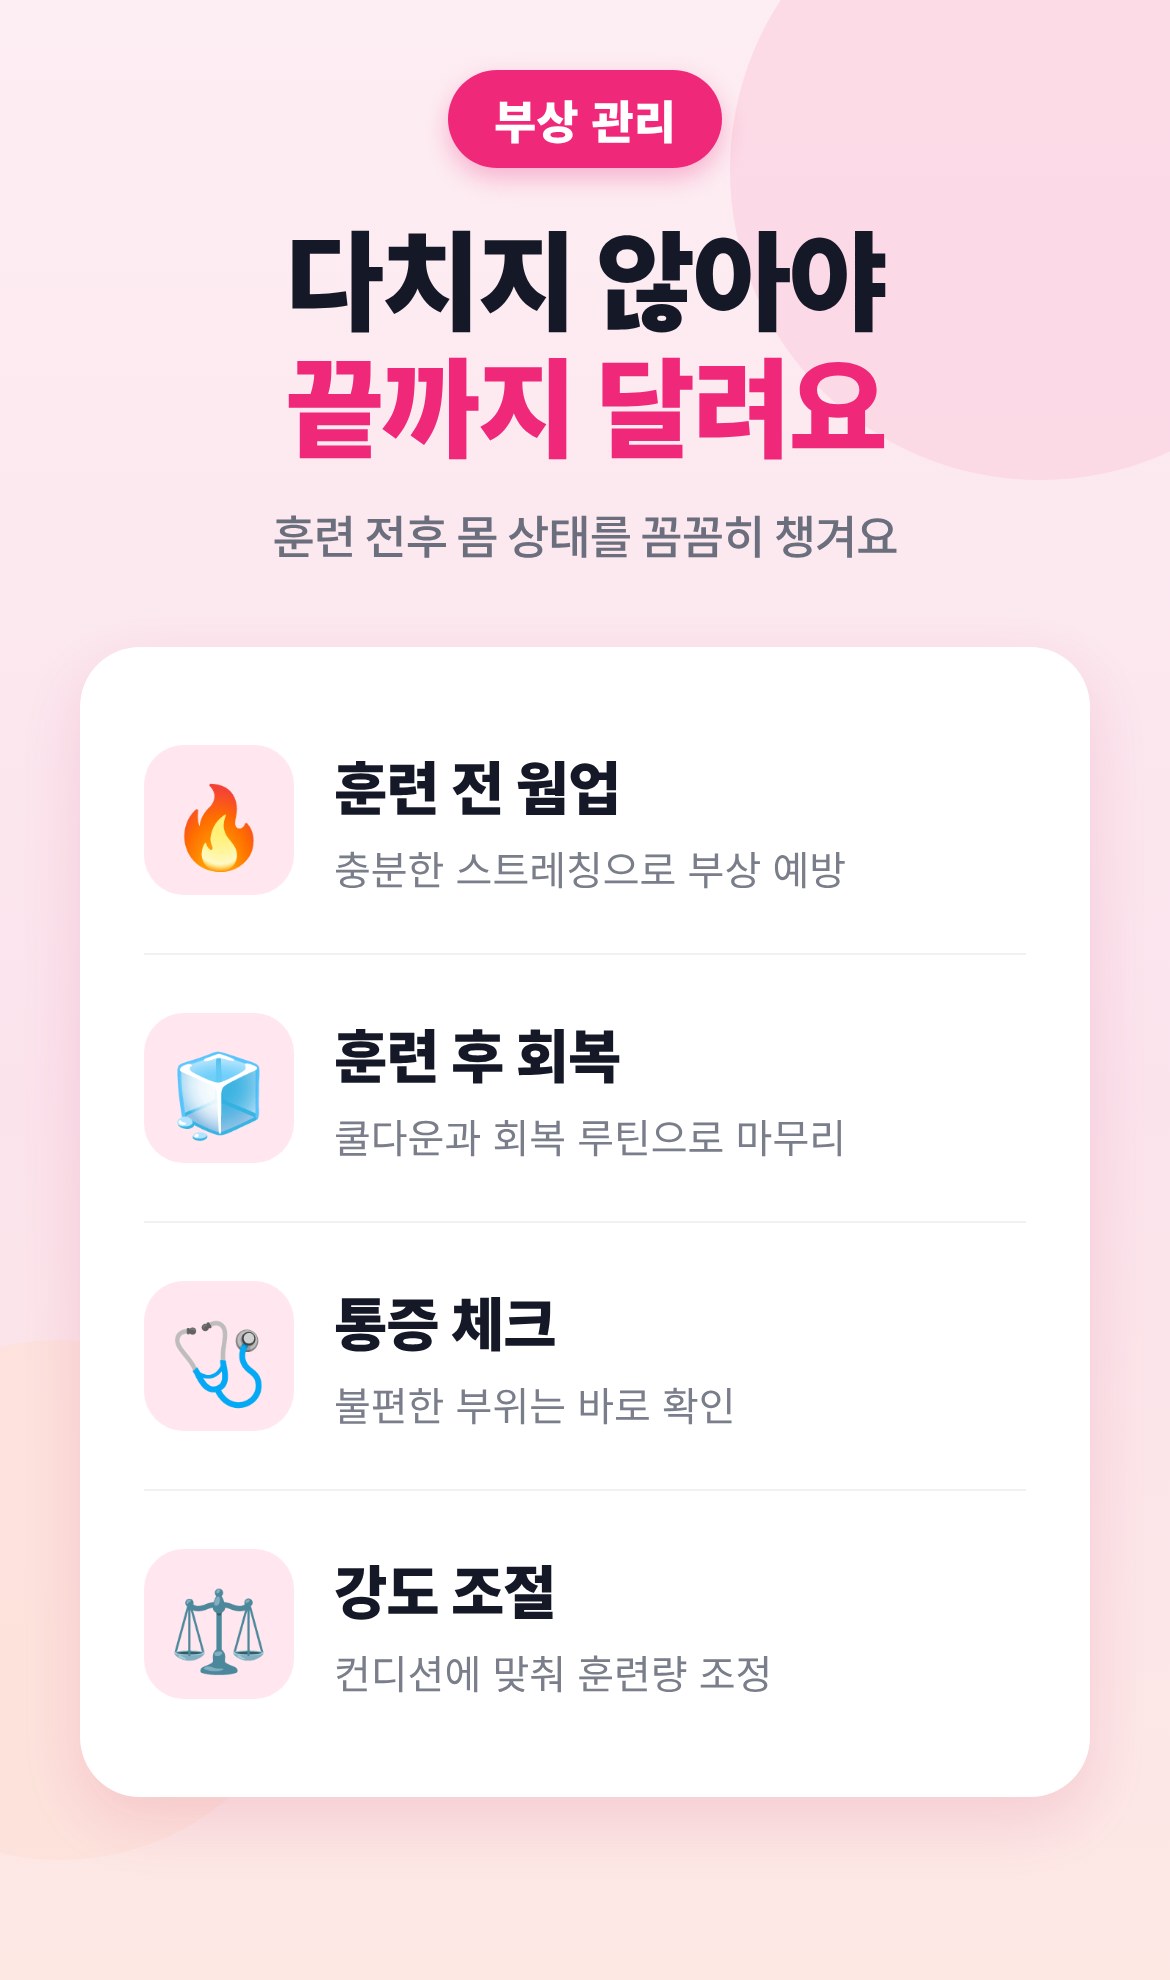 부상 관리
다치지 않아야
끝까지 달려요
훈련 전후 몸 상태를 꼼꼼히 챙겨요
훈련 전 웜업
충분한 스트레칭으로 부상 예방
훈련 후 회복
쿨다운과 회복 루틴으로 마무리
통증 체크
불편한 부위는 바로 확인
강도 조절
컨디션에 맞춰 훈련량 조정